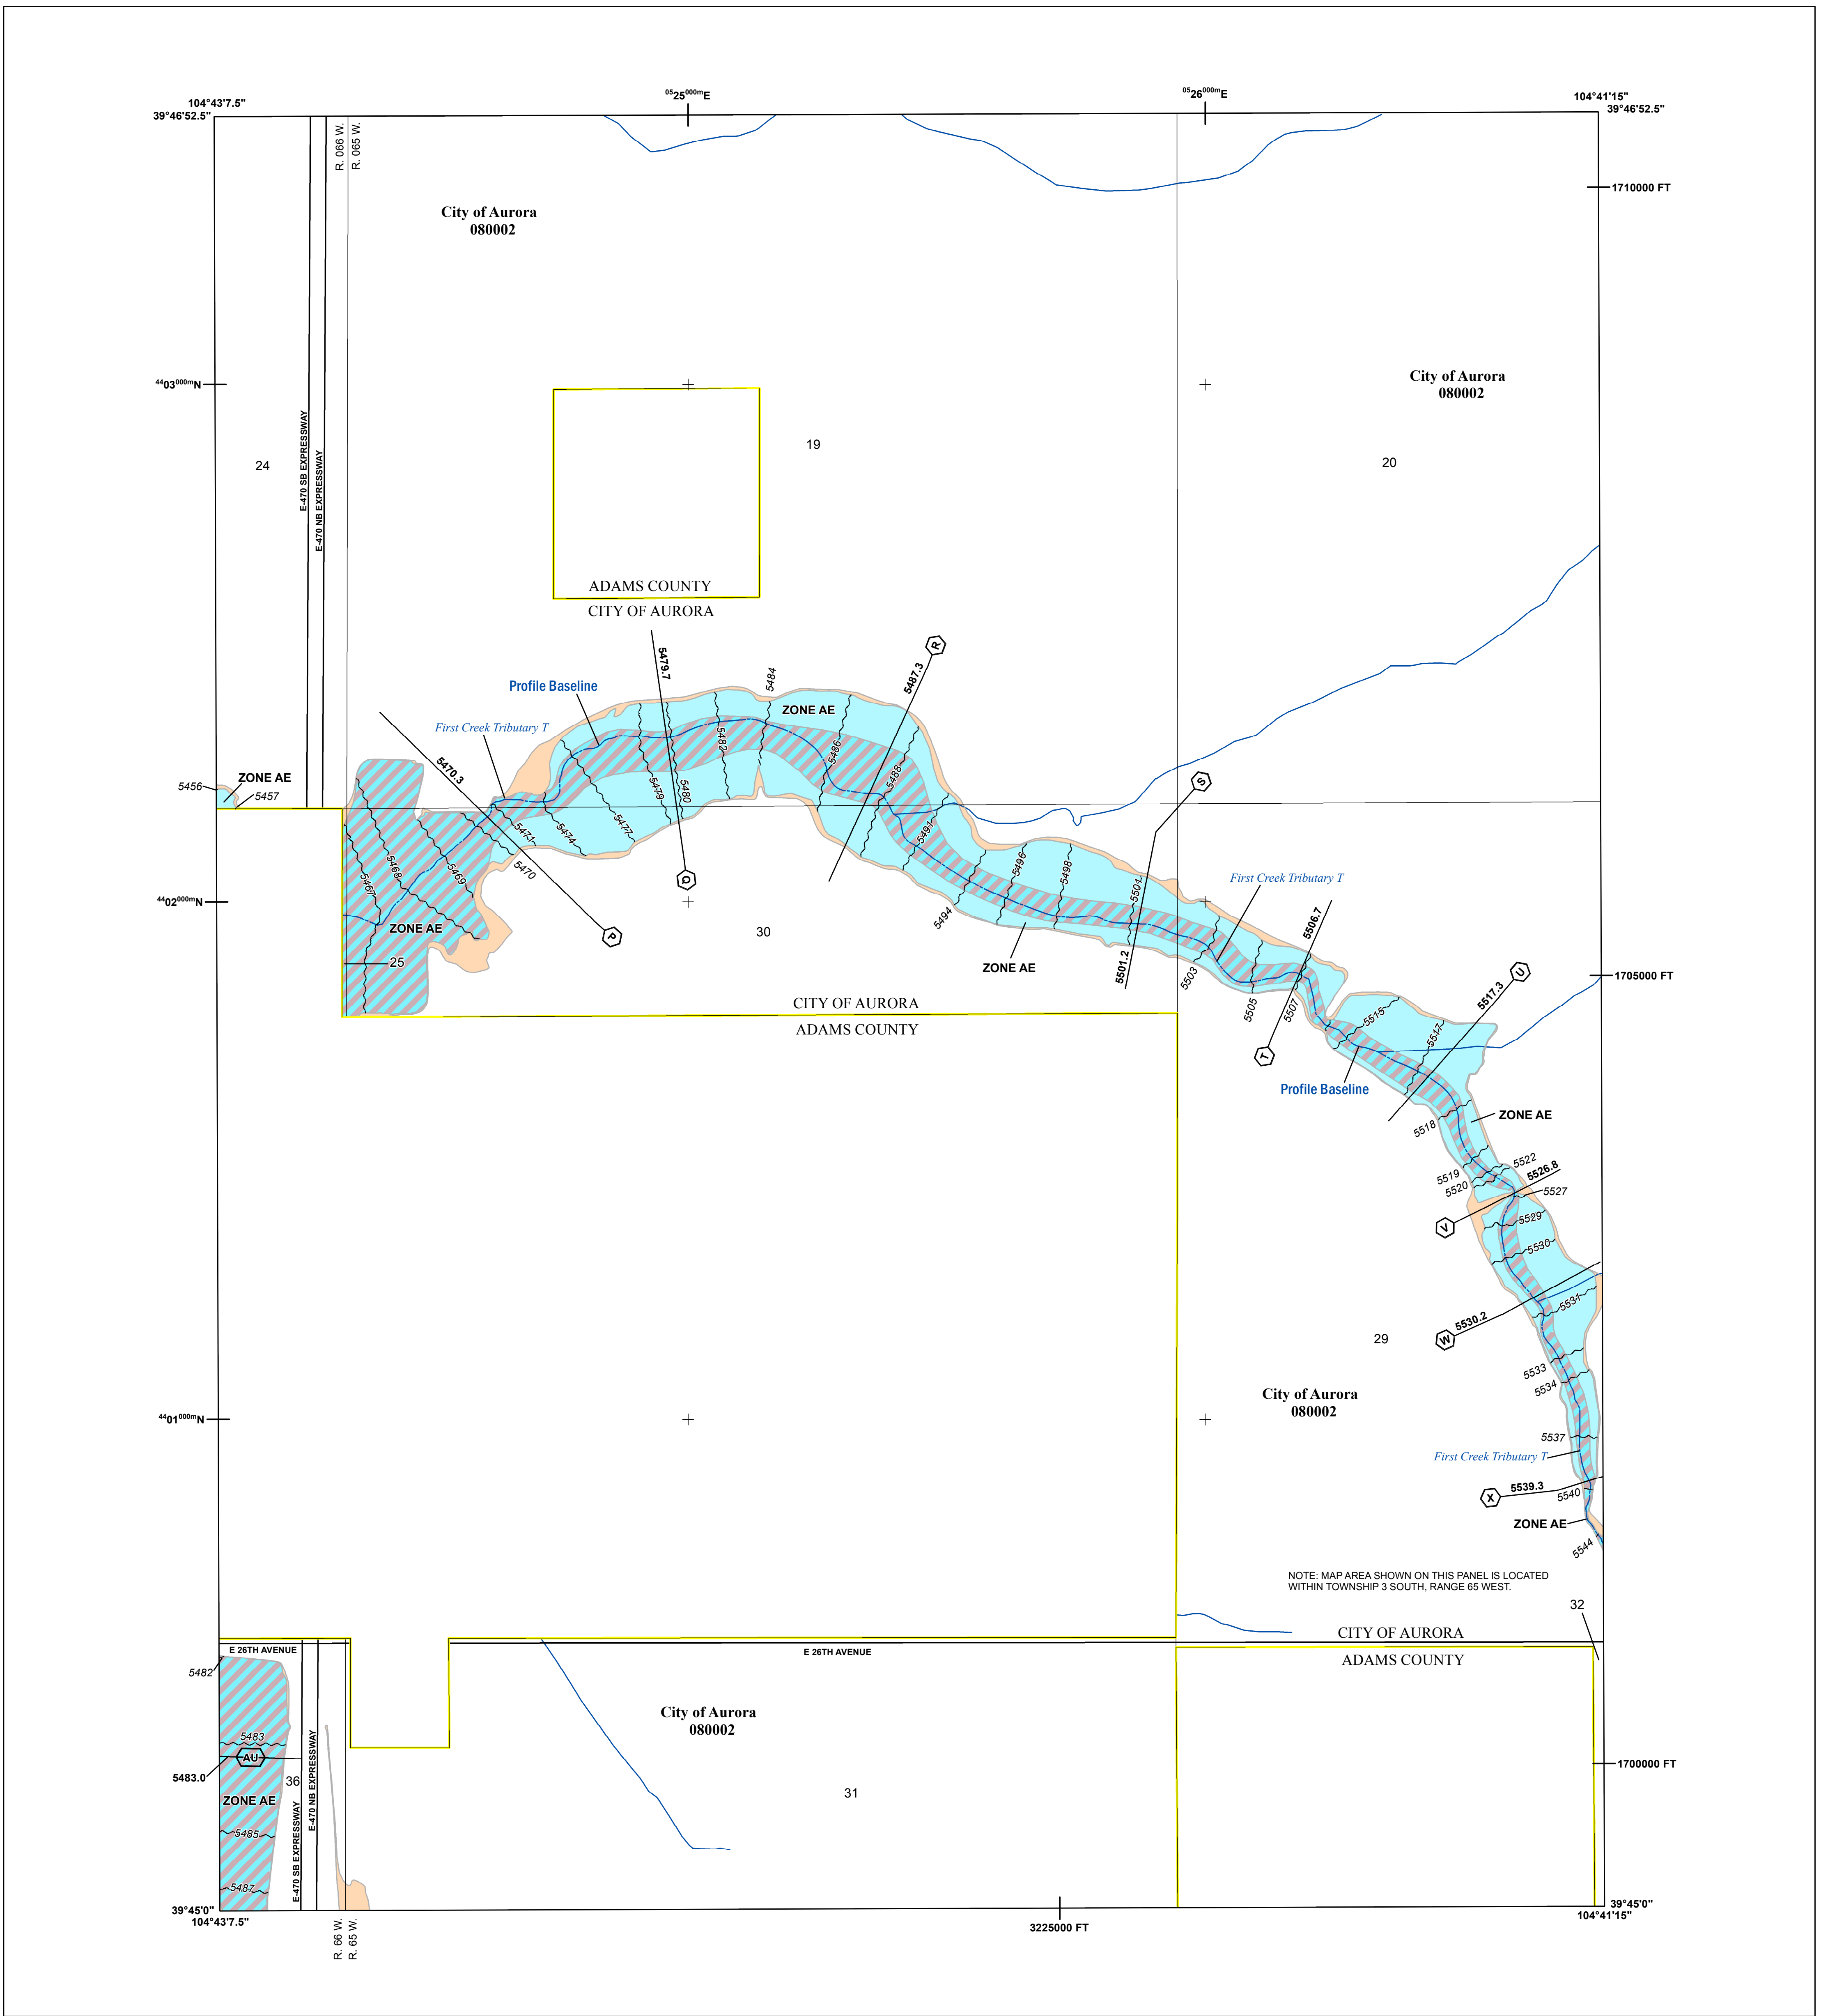 104°43'7.5"
39°46'52.5"
0525000mE
0526000mE
104°41'15"
39°46'52.5"
R. 066 W.
R. 065 W.
1710000 FT
City of Aurora
080002
City of Aurora
080002
4403000mN
24
19
20
E-470 SB EXPRESSWAY
E-470 NB EXPRESSWAY
ADAMS COUNTY
CITY OF AURORA
5479.7
5484
5487.3
R
Profile Baseline
ZONE AE
First Creek Tributary T
5482
5486
5488
5470.3
5479
5480
5456
ZONE AE
5457
S
5471
5474
5477
5491
5467
5468
5469
5470
Q
5496
5498
5501
First Creek Tributary T
4402000mN
ZONE AE
P
30
5494
5506.7
25
ZONE AE
5501.2
5503
U
1705000 FT
5505
5507
5517.3
CITY OF AURORA
ADAMS COUNTY
5515
5517
T
Profile Baseline
ZONE AE
5518
5519
5520
5522
5526.8
5527
V
5529
5530
5531
W
5530.2
29
5533
5534
City of Aurora
080002
4401000mN
5537
First Creek Tributary T
X
5539.3
5540
ZONE AE
5544
NOTE: MAP AREA SHOWN ON THIS PANEL IS LOCATED
WITHIN TOWNSHIP 3 SOUTH, RANGE 65 WEST.
32
CITY OF AURORA
ADAMS COUNTY
E 26TH AVENUE
E 26TH AVENUE
5482
City of Aurora
080002
5483
AU
5483.0
36
31
1700000 FT
ZONE AE
5485
5487
E-470 SB EXPRESSWAY
E-470 NB EXPRESSWAY
39°45'0"
104°43'7.5"
R. 66 W.
R. 65 W.
3225000 FT
39°45'0"
104°41'15"